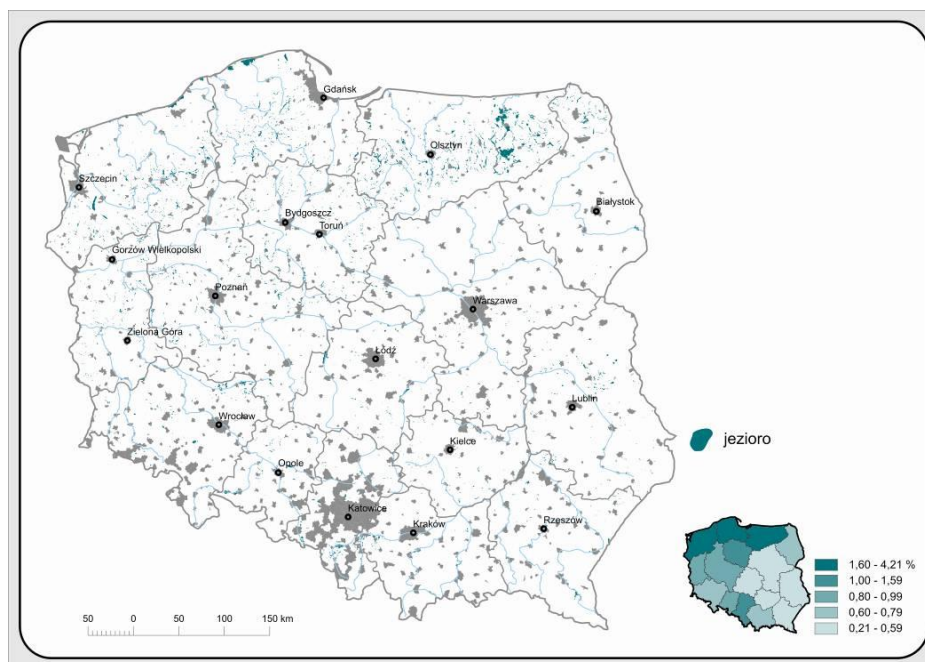 Gdańsk
Olsztyn
Szczecin
Białystok
Bydgoszcz
Toruń
Gorzów Wielkopolski
Poznań
Warszawa
Zielona Góra
Łódź
Lublin
Wrocław
jezioro
Kielce
Opole
Katowice
Kraków
Rzeszów
1,60 - 4,21 %
1,00 - 1,59
0,80 - 0,99
0,60 - 0,79
0,21 - 0,59
50 0 50 100 150 km